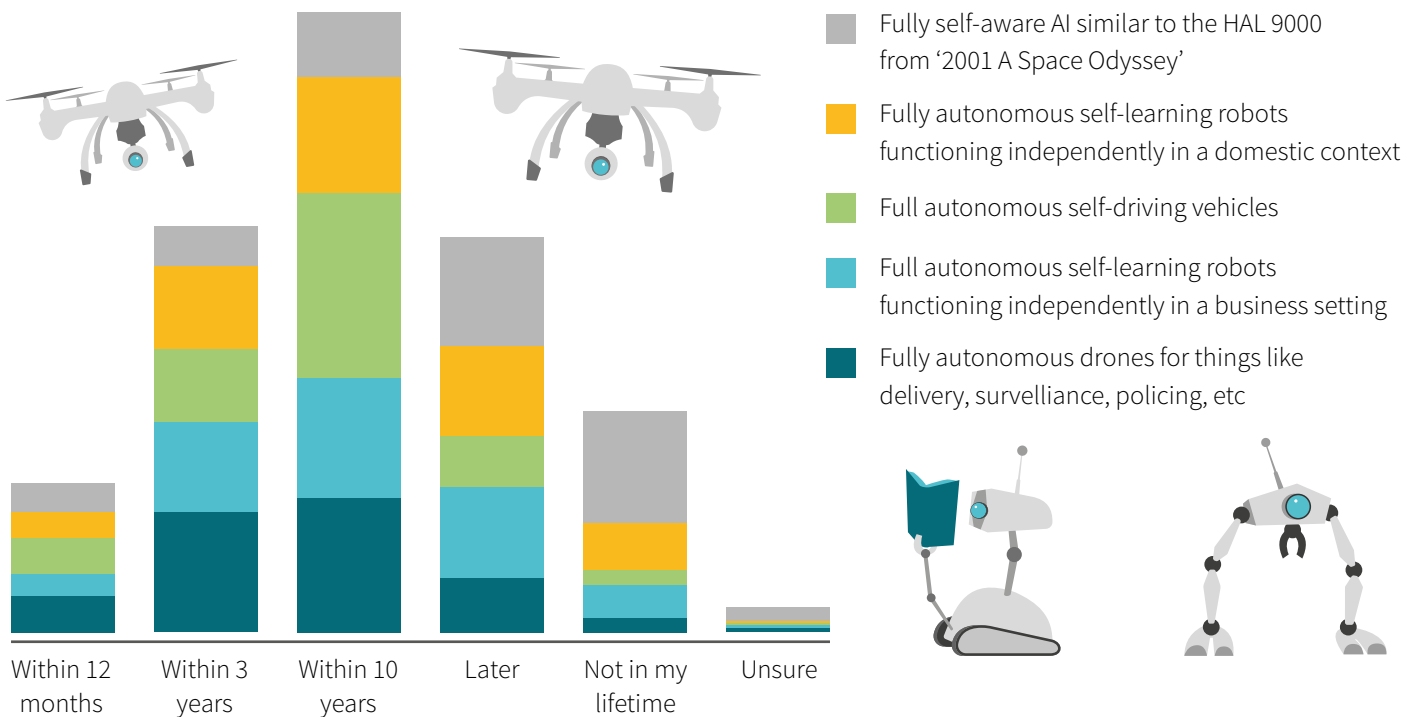 Fully self-aware AI similar to the HAL 9000
from ‘2001 A Space Odyssey’
Fully autonomous self-learning robots
functioning independently in a domestic context
Full autonomous self-driving vehicles
Full autonomous self-learning robots
functioning independently in a business setting
Fully autonomous drones for things like
delivery, survelliance, policing, etc
Within 12
months
Within 3
years
Within 10
years
Later
Not in my
lifetime
Unsure